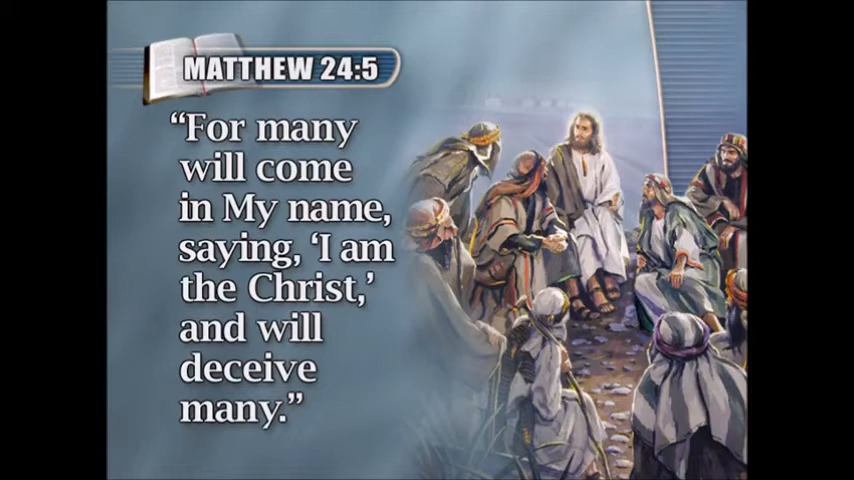 MATTHEW 24:5
“For many
will come
in My name,
saying, ‘I am
the Christ,’
and will
deceive
many.”